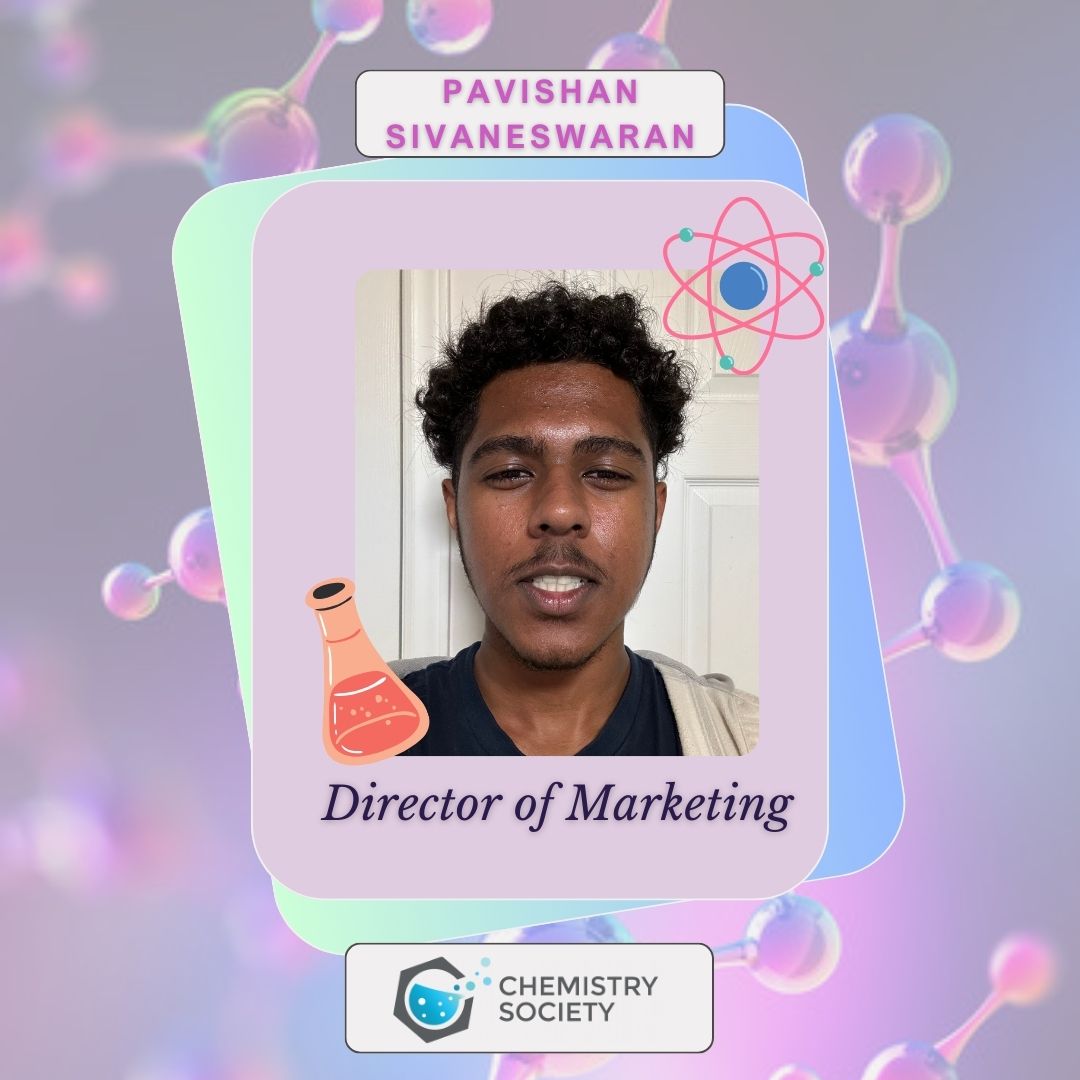 PAVISHAN
SIVANESWARAN
Director of Marketing
CHEMISTRY
SOCIETY